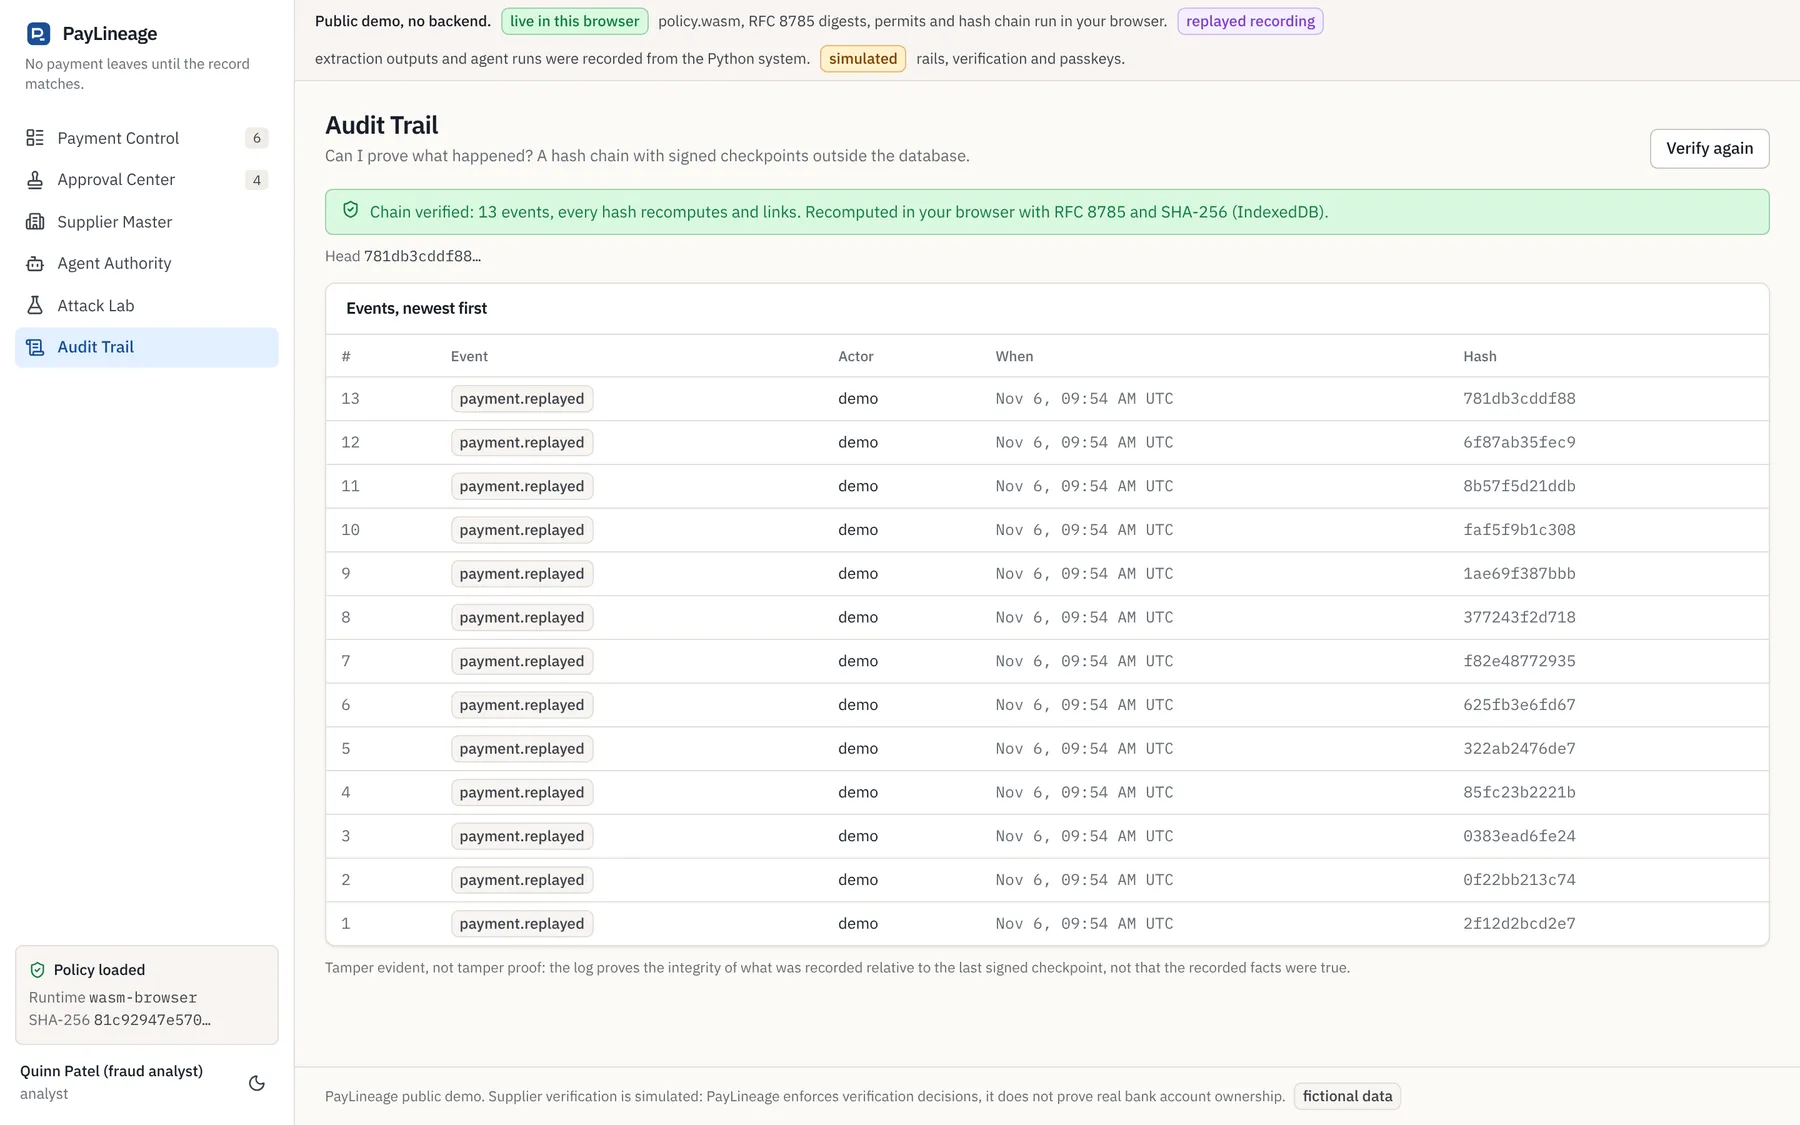 PayLineage
No payment leaves until the record
matches.
Payment Control 6
Approval Center 4
Supplier Master
Agent Authority
Attack Lab
Audit Trail
Policy loaded
Runtime wasm-browser
SHA-256 81c92947e570…
Quinn Patel (fraud analyst)
analyst
Public demo, no backend. live in this browser policy.wasm, RFC 8785 digests, permits and hash chain run in your browser. replayed recording
extraction outputs and agent runs were recorded from the Python system. simulated rails, verification and passkeys.
Audit Trail
Can I prove what happened? A hash chain with signed checkpoints outside the database.
Verify again
Chain verified: 13 events, every hash recomputes and links. Recomputed in your browser with RFC 8785 and SHA-256 (IndexedDB).
Head 781db3cddf88…
Events, newest first
# Event Actor When Hash
13 payment.replayed demo Nov 6, 09:54 AM UTC 781db3cddf88
12 payment.replayed demo Nov 6, 09:54 AM UTC 6f87ab35fec9
11 payment.replayed demo Nov 6, 09:54 AM UTC 8b57f5d21ddb
10 payment.replayed demo Nov 6, 09:54 AM UTC faf5f9b1c308
9 payment.replayed demo Nov 6, 09:54 AM UTC 1ae69f387bbb
8 payment.replayed demo Nov 6, 09:54 AM UTC 377243f2d718
7 payment.replayed demo Nov 6, 09:54 AM UTC f82e48772935
6 payment.replayed demo Nov 6, 09:54 AM UTC 625fb3e6fd67
5 payment.replayed demo Nov 6, 09:54 AM UTC 322ab2476de7
4 payment.replayed demo Nov 6, 09:54 AM UTC 85fc23b2221b
3 payment.replayed demo Nov 6, 09:54 AM UTC 0383ead6fe24
2 payment.replayed demo Nov 6, 09:54 AM UTC 0f22bb213c74
1 payment.replayed demo Nov 6, 09:54 AM UTC 2f12d2bcd2e7
Tamper evident, not tamper proof: the log proves the integrity of what was recorded relative to the last signed checkpoint, not that the recorded facts were true.
PayLineage public demo. Supplier verification is simulated: PayLineage enforces verification decisions, it does not prove real bank account ownership. fictional data